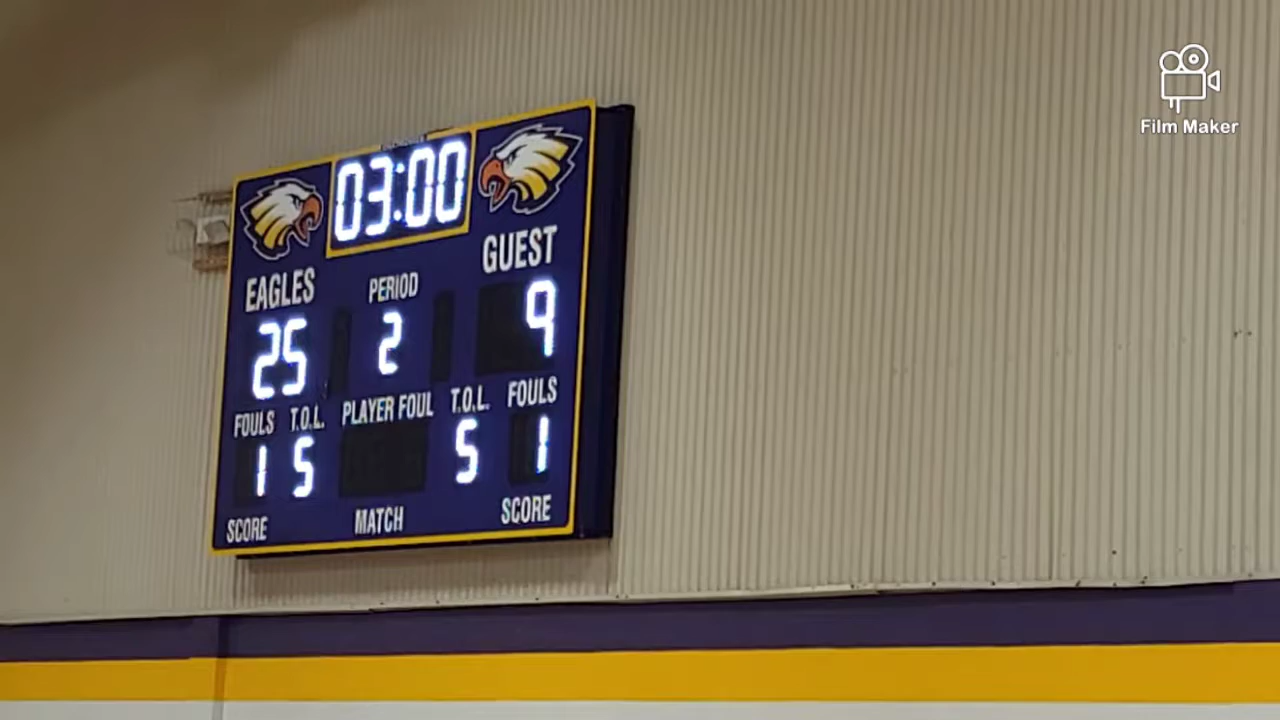 Film Maker
03:00
EAGLES PERIOD GUEST
25 2 9
FOULS T.O.L. PLAYER FOUL T.O.L. FOULS
1 5 5 1
SCORE MATCH SCORE